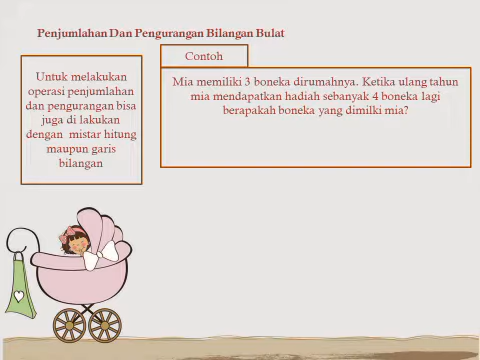 Penjumlahan Dan Pengurangan Bilangan Bulat
Contoh
Untuk melakukan
operasi penjumlahan
dan pengurangan bisa
juga di lakukan
dengan mistar hitung
maupun garis
bilangan
Mia memiliki 3 boneka dirumahnya. Ketika ulang tahun
mia mendapatkan hadiah sebanyak 4 boneka lagi
berapakah boneka yang dimilki mia?